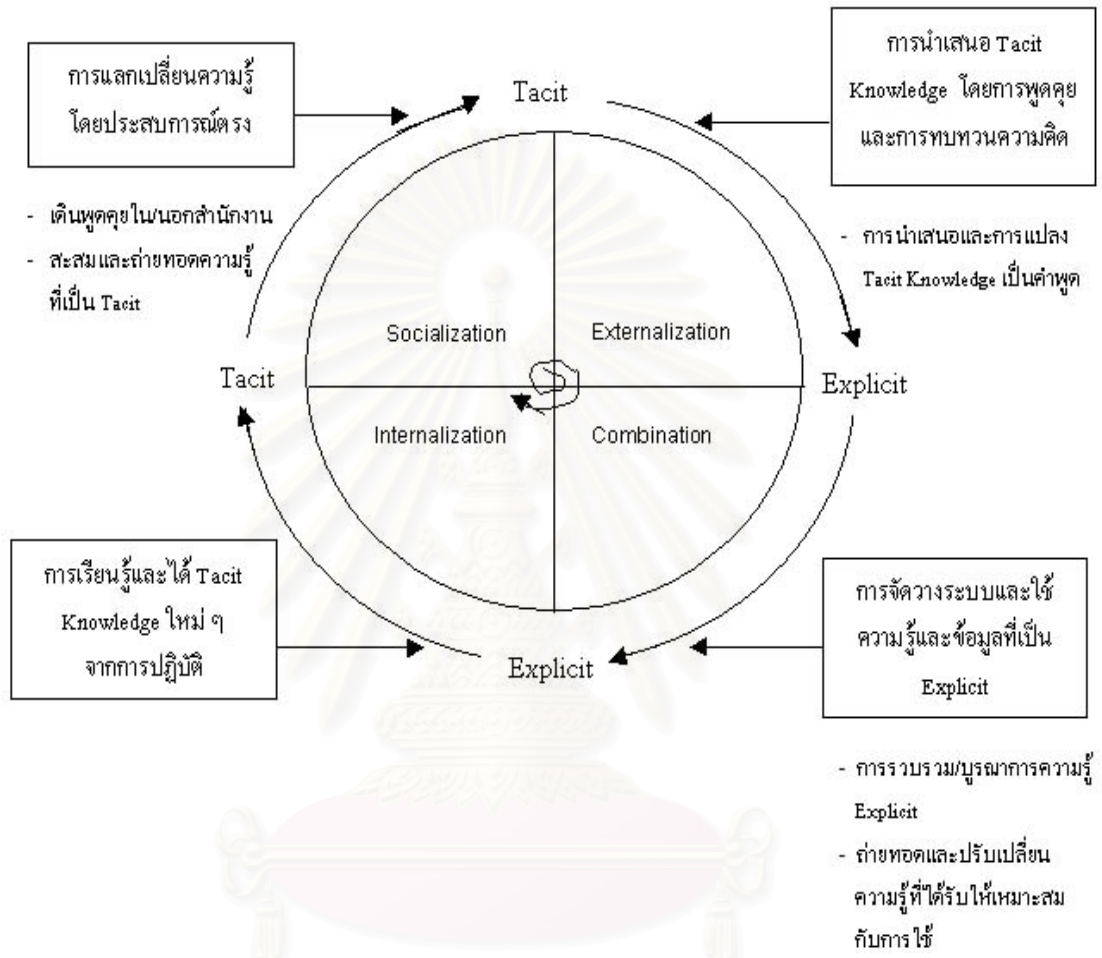 การแลกเปลี่ยนความรู้
โดยประสบการณ์ตรง
- เดินพูดคุยใน/นอกสำนักงาน
- สะสมและถ่ายทอดความรู้
ที่เป็น Tacit
Tacit
การนำเสนอ Tacit
Knowledge โดยการพูดคุย
และการทบทวนความคิด
- การนำเสนอและการแปลง
Tacit Knowledge เป็นคำพูด
Socialization
Externalization
Tacit
Explicit
Internalization
Combination
การเรียนรู้และได้ Tacit
Knowledge ใหม่ ๆ
จากการปฏิบัติ
Explicit
การจัดวางระบบและใช้
ความรู้และข้อมูลที่เป็น
Explicit
- การรวบรวม/บูรณาการความรู้
Explicit
- ถ่ายทอดและปรับเปลี่ยน
ความรู้ที่ได้รับให้เหมาะสม
กับการใช้